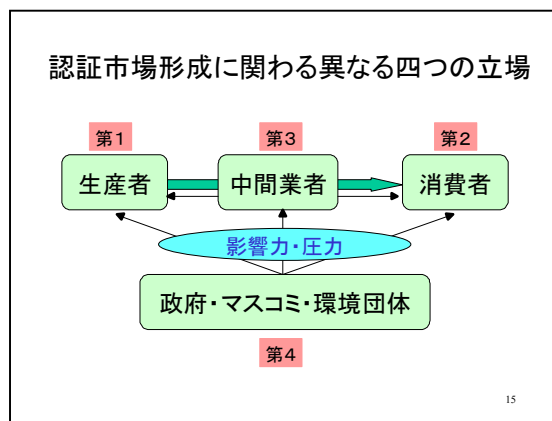 認証市場形成に関わる異なる四つの立場
第1
第3
第2
生産者
中間業者
消費者
影響力・圧力
政府・マスコミ・環境団体
第4
15